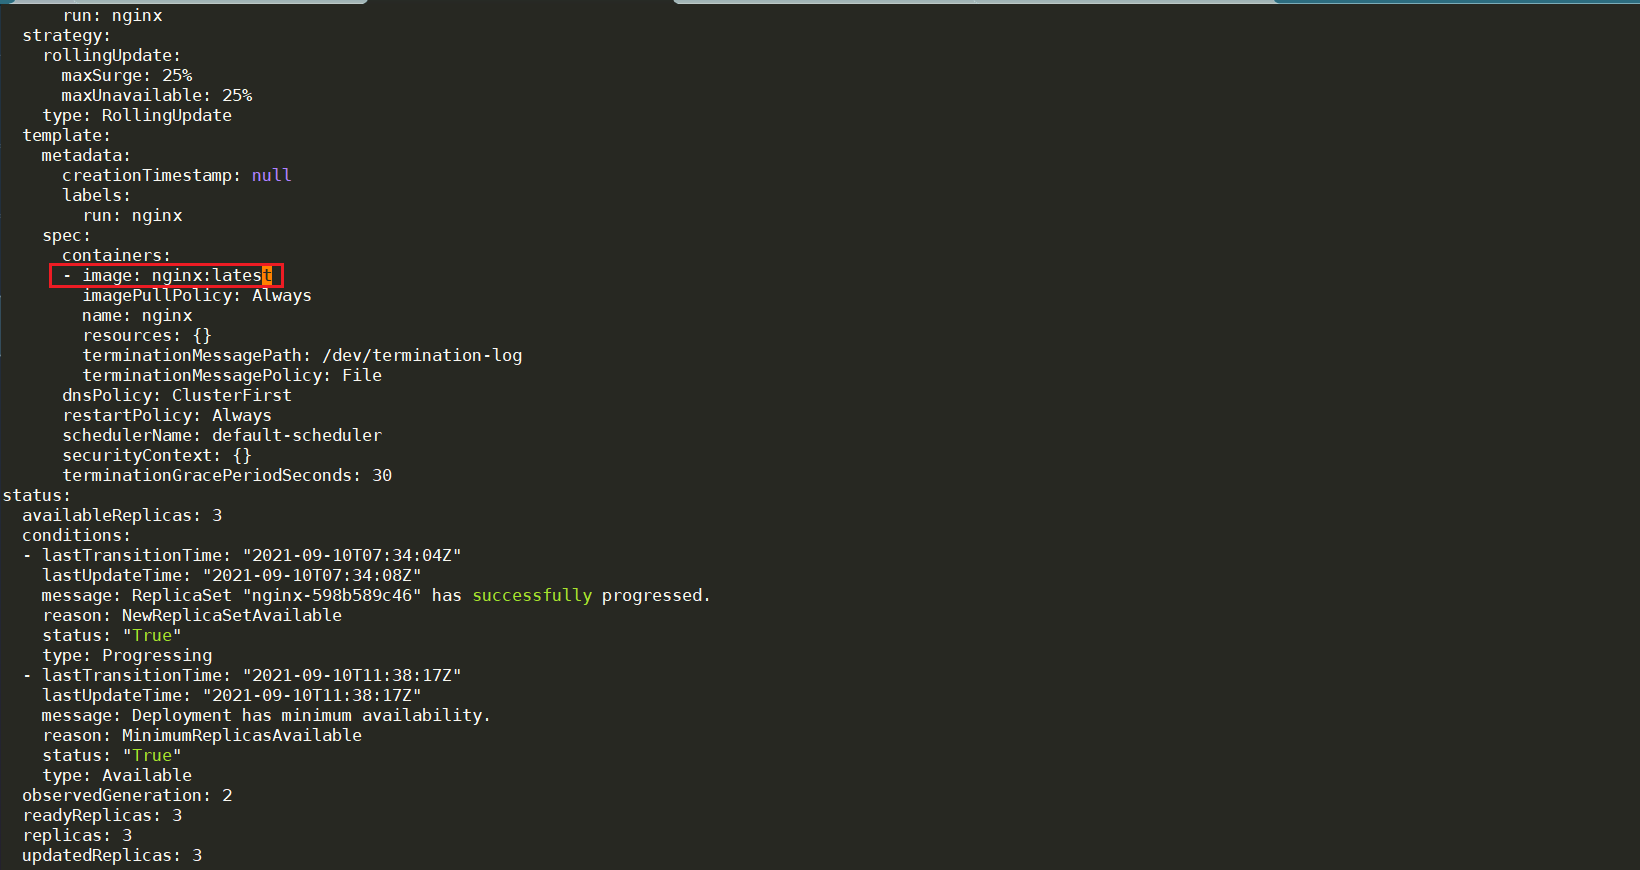 run: nginx
  strategy:
    rollingUpdate:
      maxSurge: 25%
      maxUnavailable: 25%
    type: RollingUpdate
  template:
    metadata:
      creationTimestamp: null
      labels:
        run: nginx
    spec:
      containers:
      - image: nginx:latest
        imagePullPolicy: Always
        name: nginx
        resources: {}
        terminationMessagePath: /dev/termination-log
        terminationMessagePolicy: File
      dnsPolicy: ClusterFirst
      restartPolicy: Always
      schedulerName: default-scheduler
      securityContext: {}
      terminationGracePeriodSeconds: 30
status:
  availableReplicas: 3
  conditions:
  - lastTransitionTime: "2021-09-10T07:34:04Z"
    lastUpdateTime: "2021-09-10T07:34:08Z"
    message: ReplicaSet "nginx-598b589c46" has successfully progressed.
    reason: NewReplicaSetAvailable
    status: "True"
    type: Progressing
  - lastTransitionTime: "2021-09-10T11:38:17Z"
    lastUpdateTime: "2021-09-10T11:38:17Z"
    message: Deployment has minimum availability.
    reason: MinimumReplicasAvailable
    status: "True"
    type: Available
  observedGeneration: 2
  readyReplicas: 3
  replicas: 3
  updatedReplicas: 3